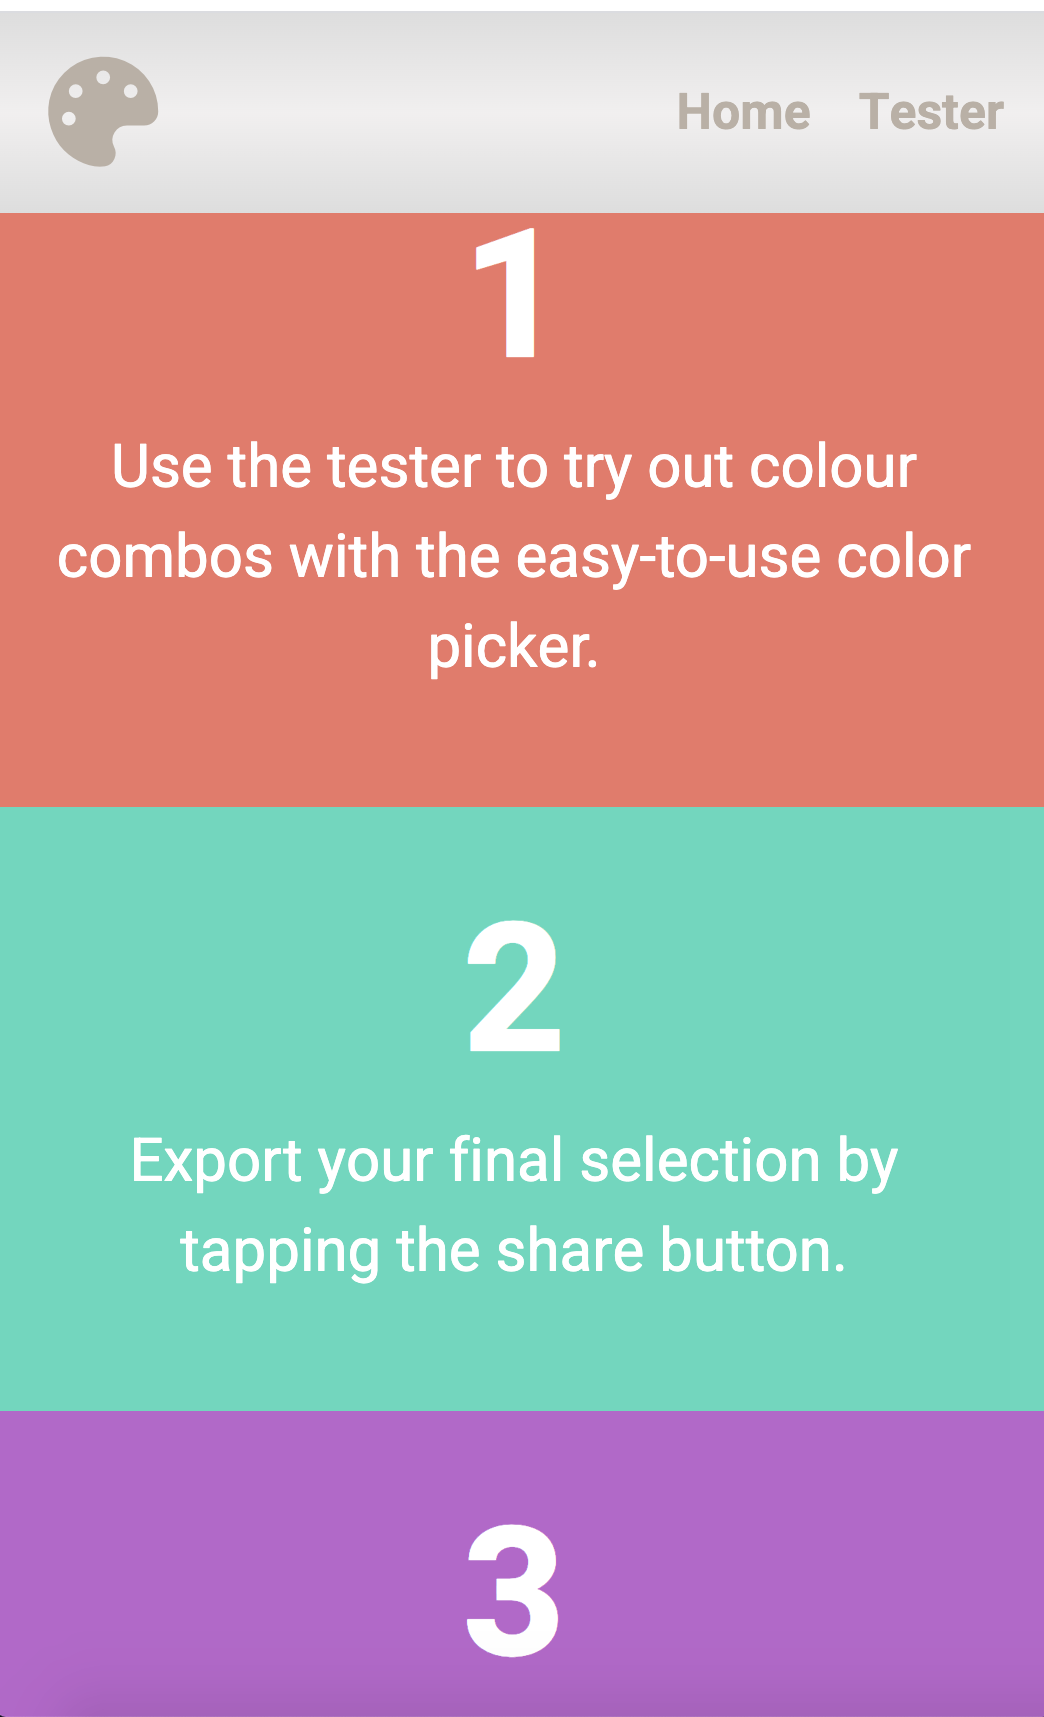 Home Tester
1
Use the tester to try out colour
combos with the easy-to-use color
picker.
2
Export your final selection by
tapping the share button.
3